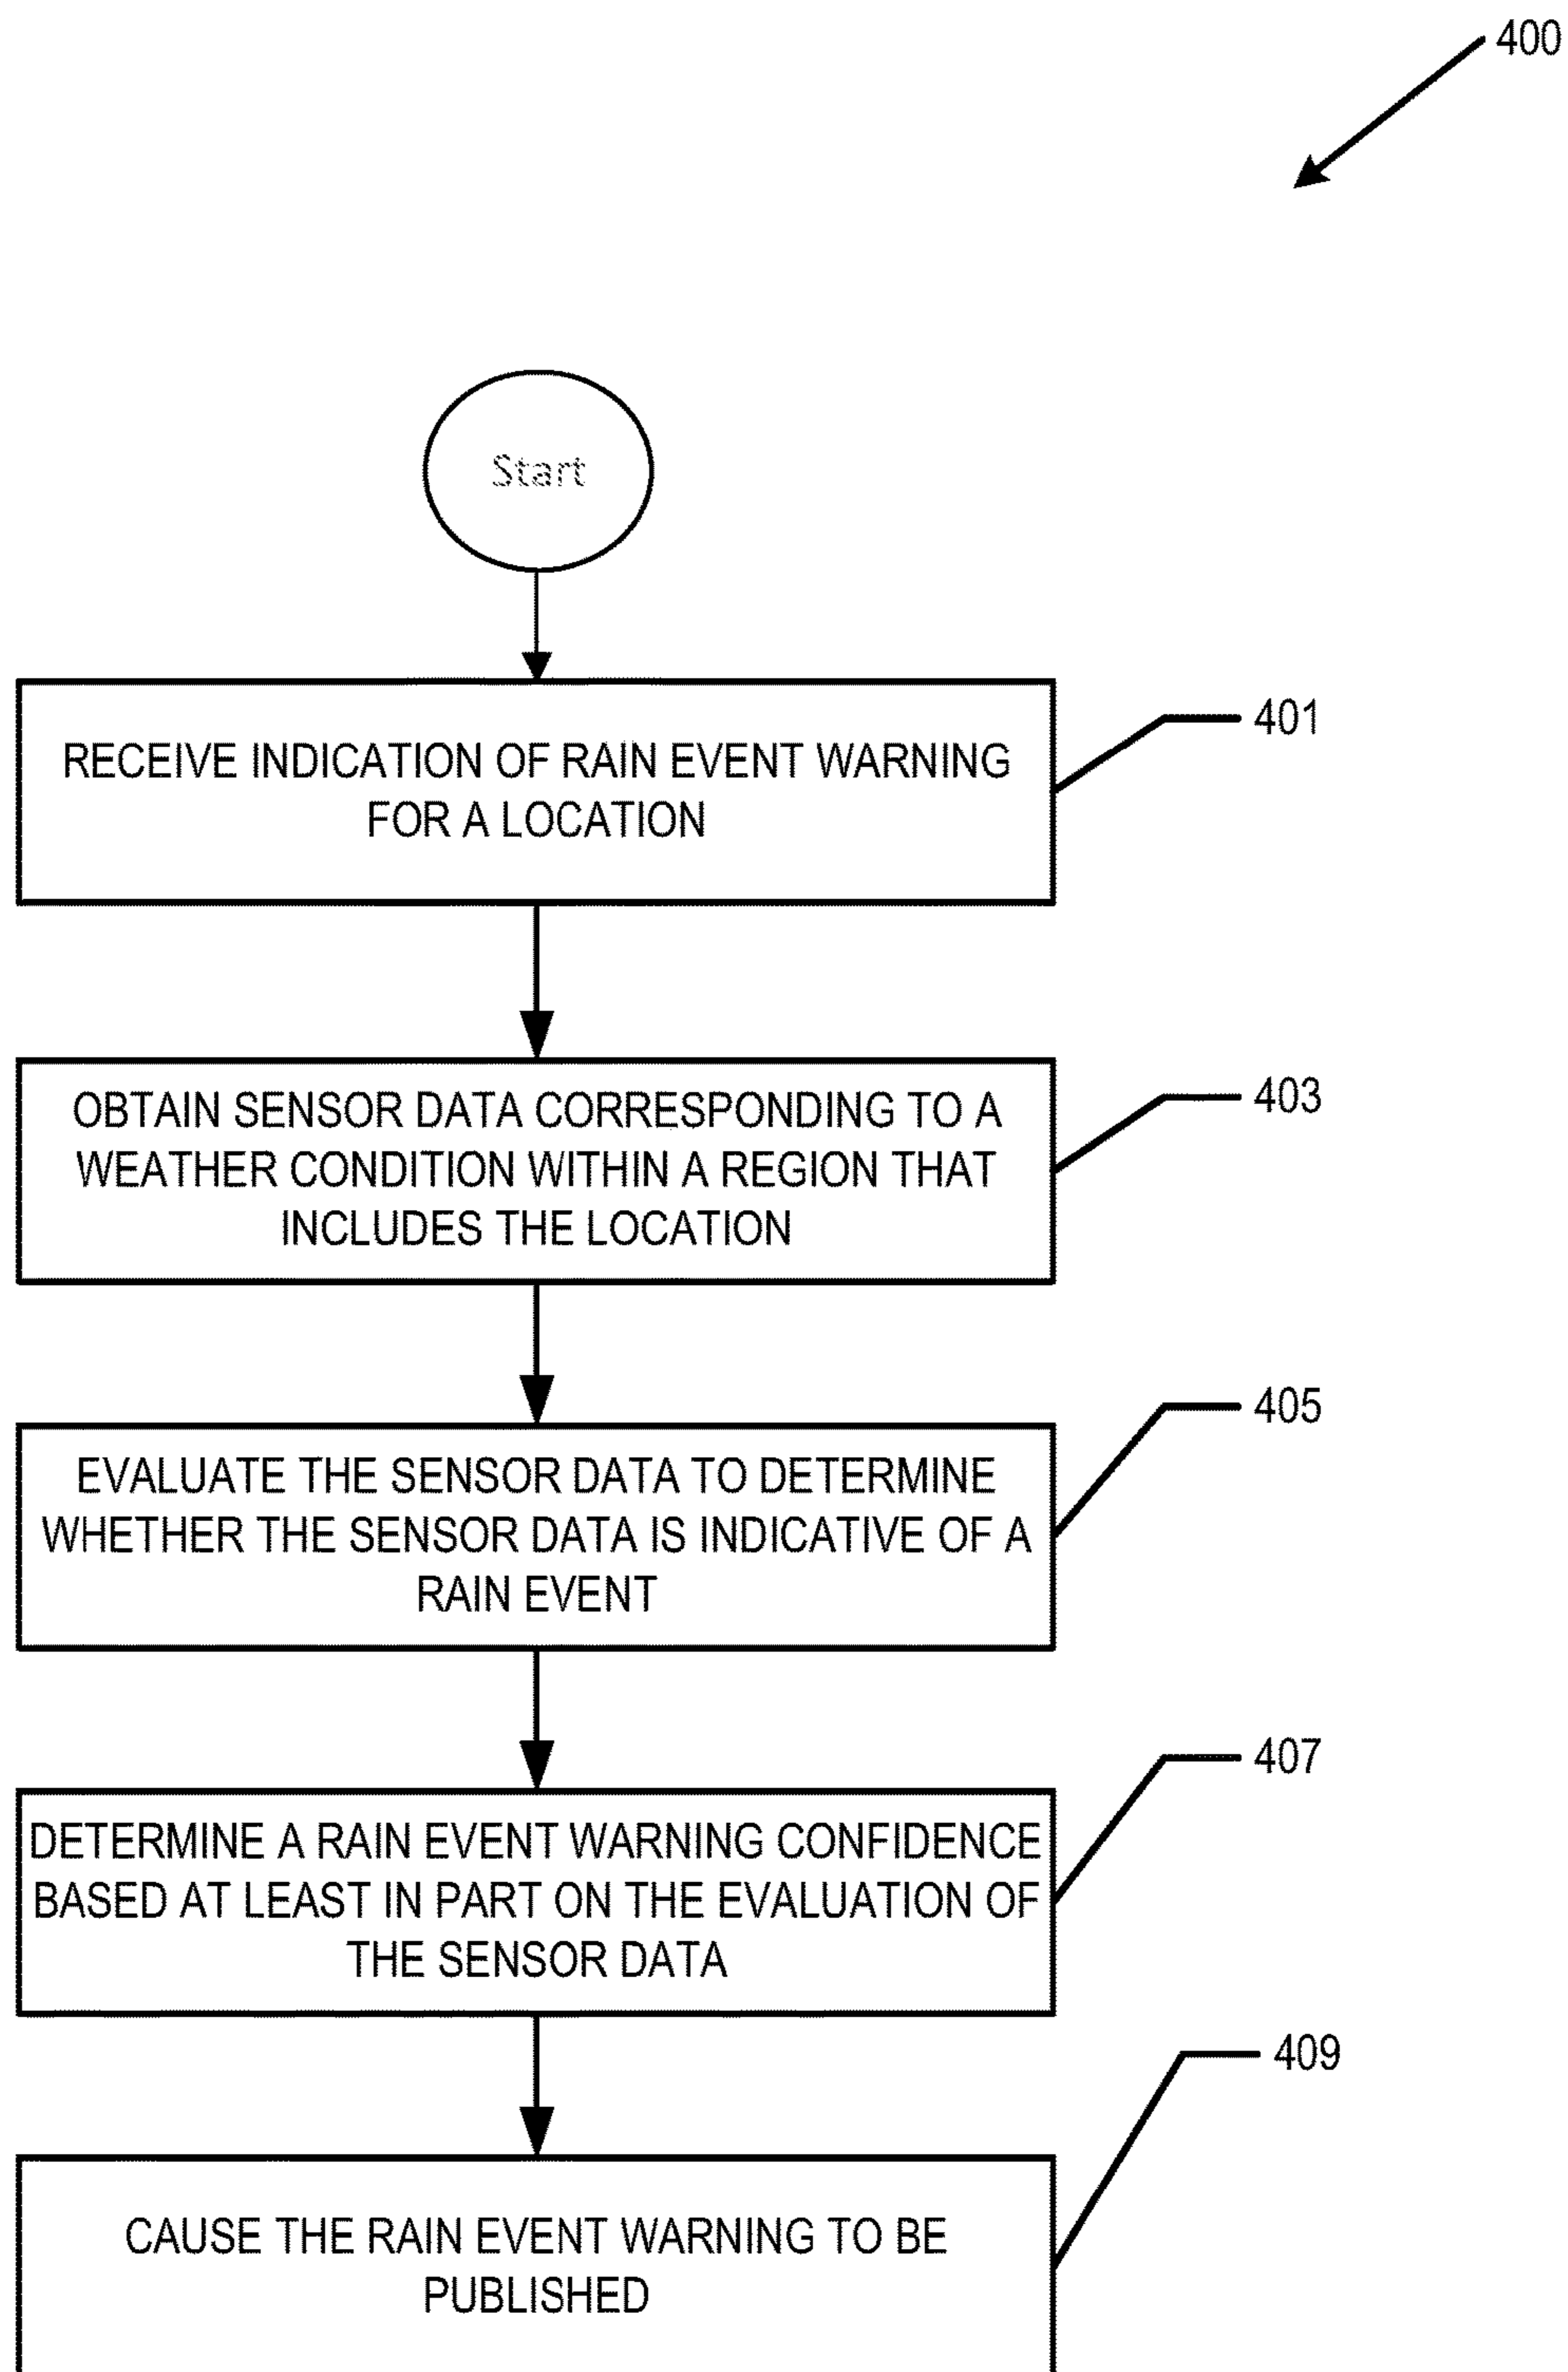 400
Start
RECEIVE INDICATION OF RAIN EVENT WARNING
FOR A LOCATION
401
OBTAIN SENSOR DATA CORRESPONDING TO A
WEATHER CONDITION WITHIN A REGION THAT
INCLUDES THE LOCATION
403
EVALUATE THE SENSOR DATA TO DETERMINE
WHETHER THE SENSOR DATA IS INDICATIVE OF A
RAIN EVENT
405
DETERMINE A RAIN EVENT WARNING CONFIDENCE
BASED AT LEAST IN PART ON THE EVALUATION OF
THE SENSOR DATA
407
CAUSE THE RAIN EVENT WARNING TO BE
PUBLISHED
409